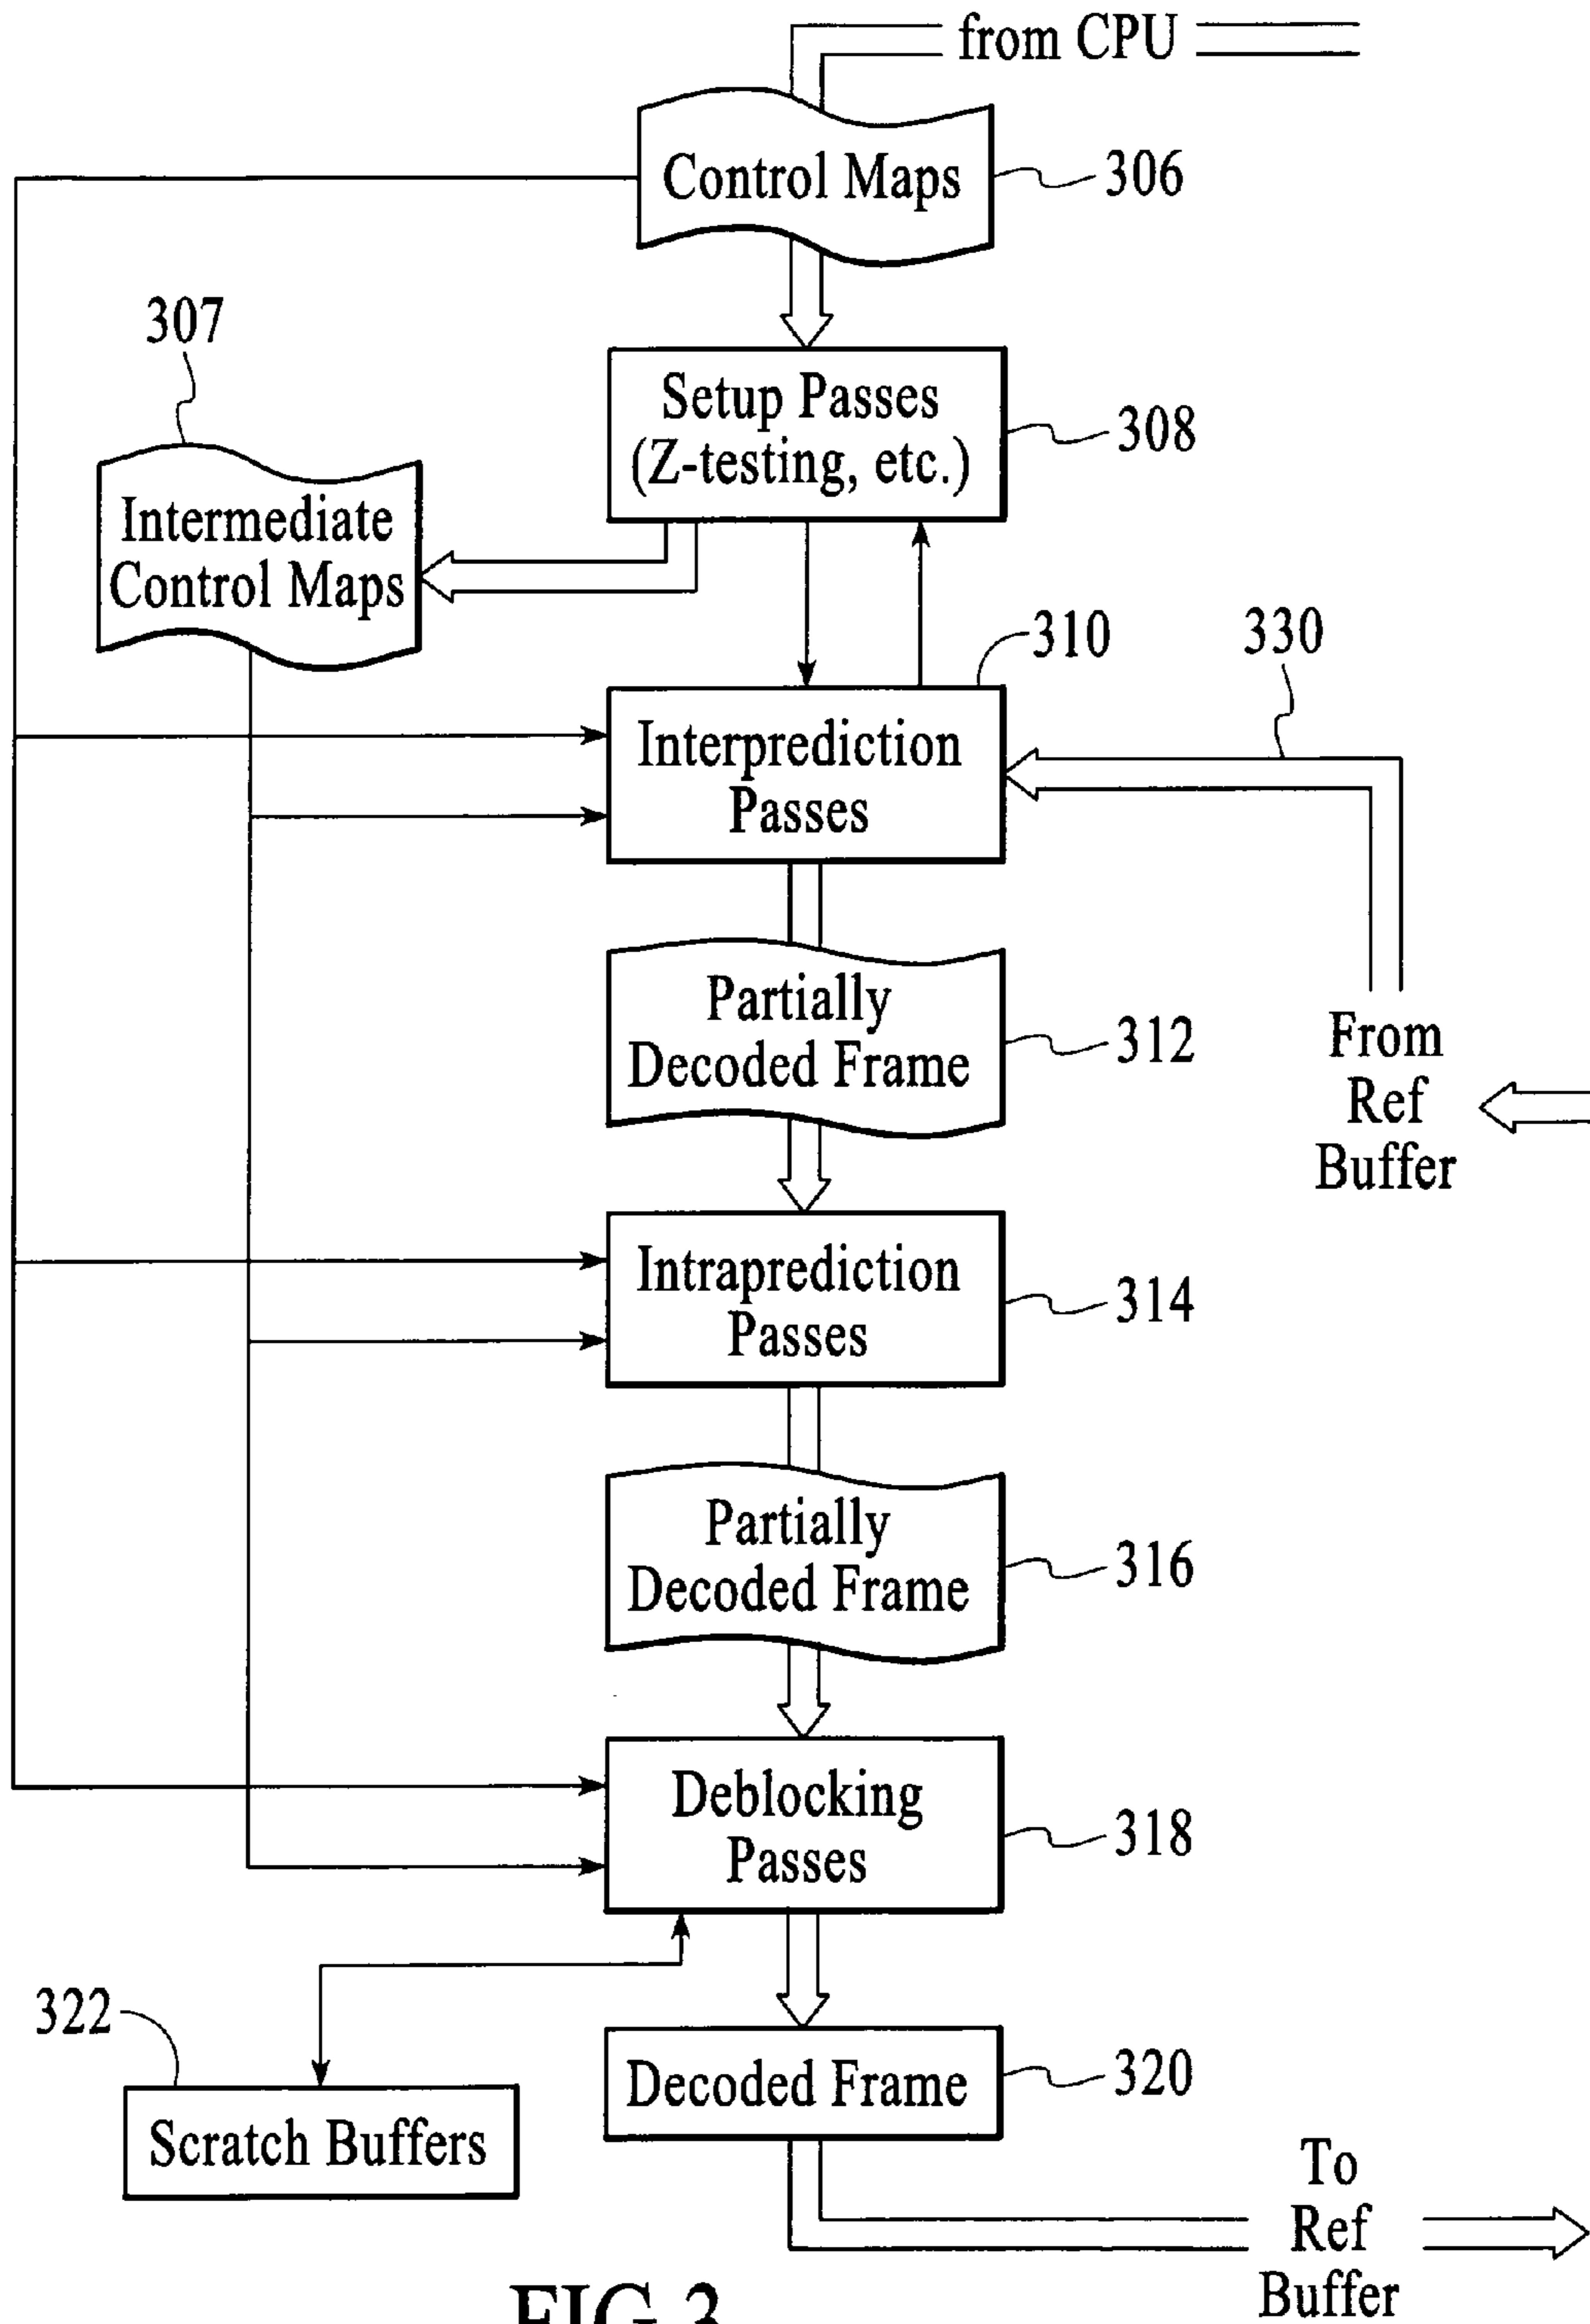 from CPU
Control Maps
306
307
Setup Passes
(Z-testing, etc.)
308
Intermediate
Control Maps
310
330
Interprediction
Passes
Partially
Decoded Frame
312
From
Ref
Buffer
Intraprediction
Passes
314
Partially
Decoded Frame
316
Deblocking
Passes
318
322
Decoded Frame
320
Scratch Buffers
To
Ref
Buffer
FIG.3